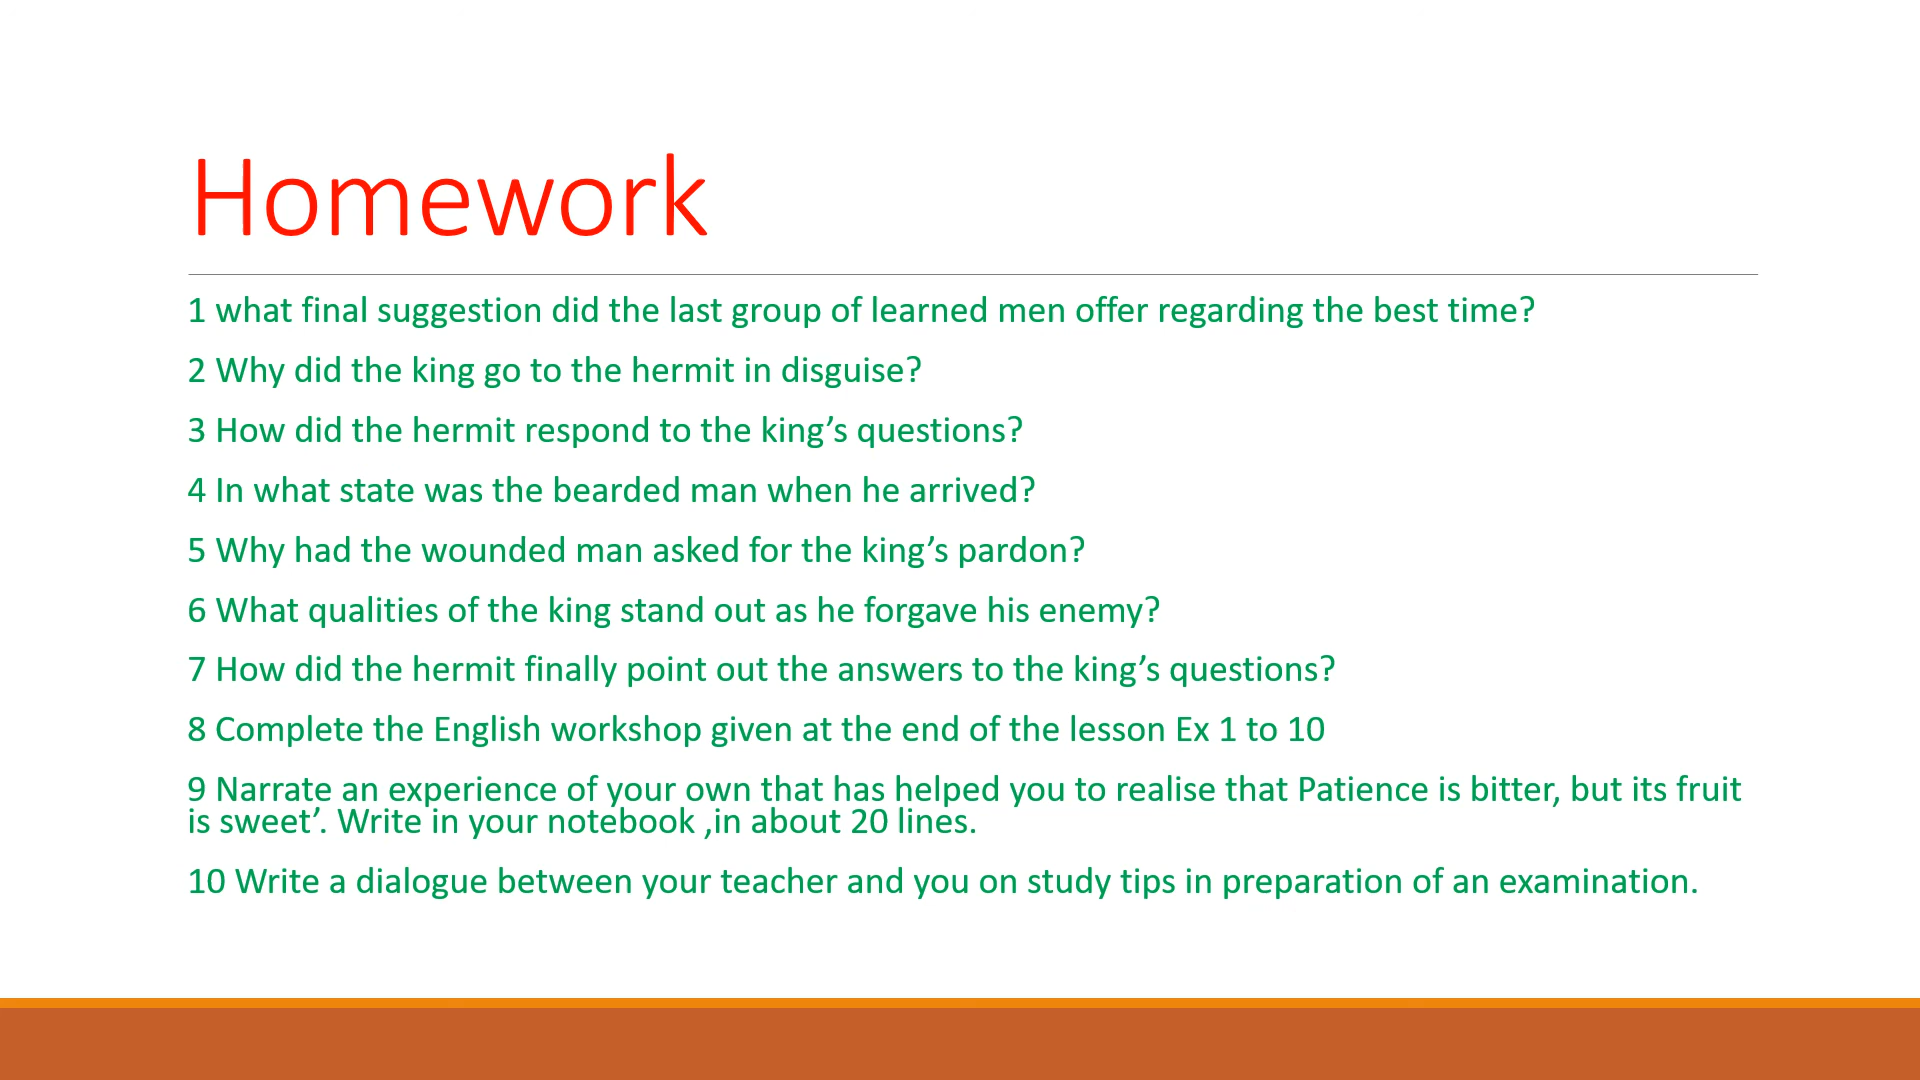 Homework
1 what final suggestion did the last group of learned men offer regarding the best time?
2 Why did the king go to the hermit in disguise?
3 How did the hermit respond to the king’s questions?
4 In what state was the bearded man when he arrived?
5 Why had the wounded man asked for the king’s pardon?
6 What qualities of the king stand out as he forgave his enemy?
7 How did the hermit finally point out the answers to the king’s questions?
8 Complete the English workshop given at the end of the lesson Ex 1 to 10
9 Narrate an experience of your own that has helped you to realise that Patience is bitter, but its fruit
is sweet’. Write in your notebook ,in about 20 lines.
10 Write a dialogue between your teacher and you on study tips in preparation of an examination.